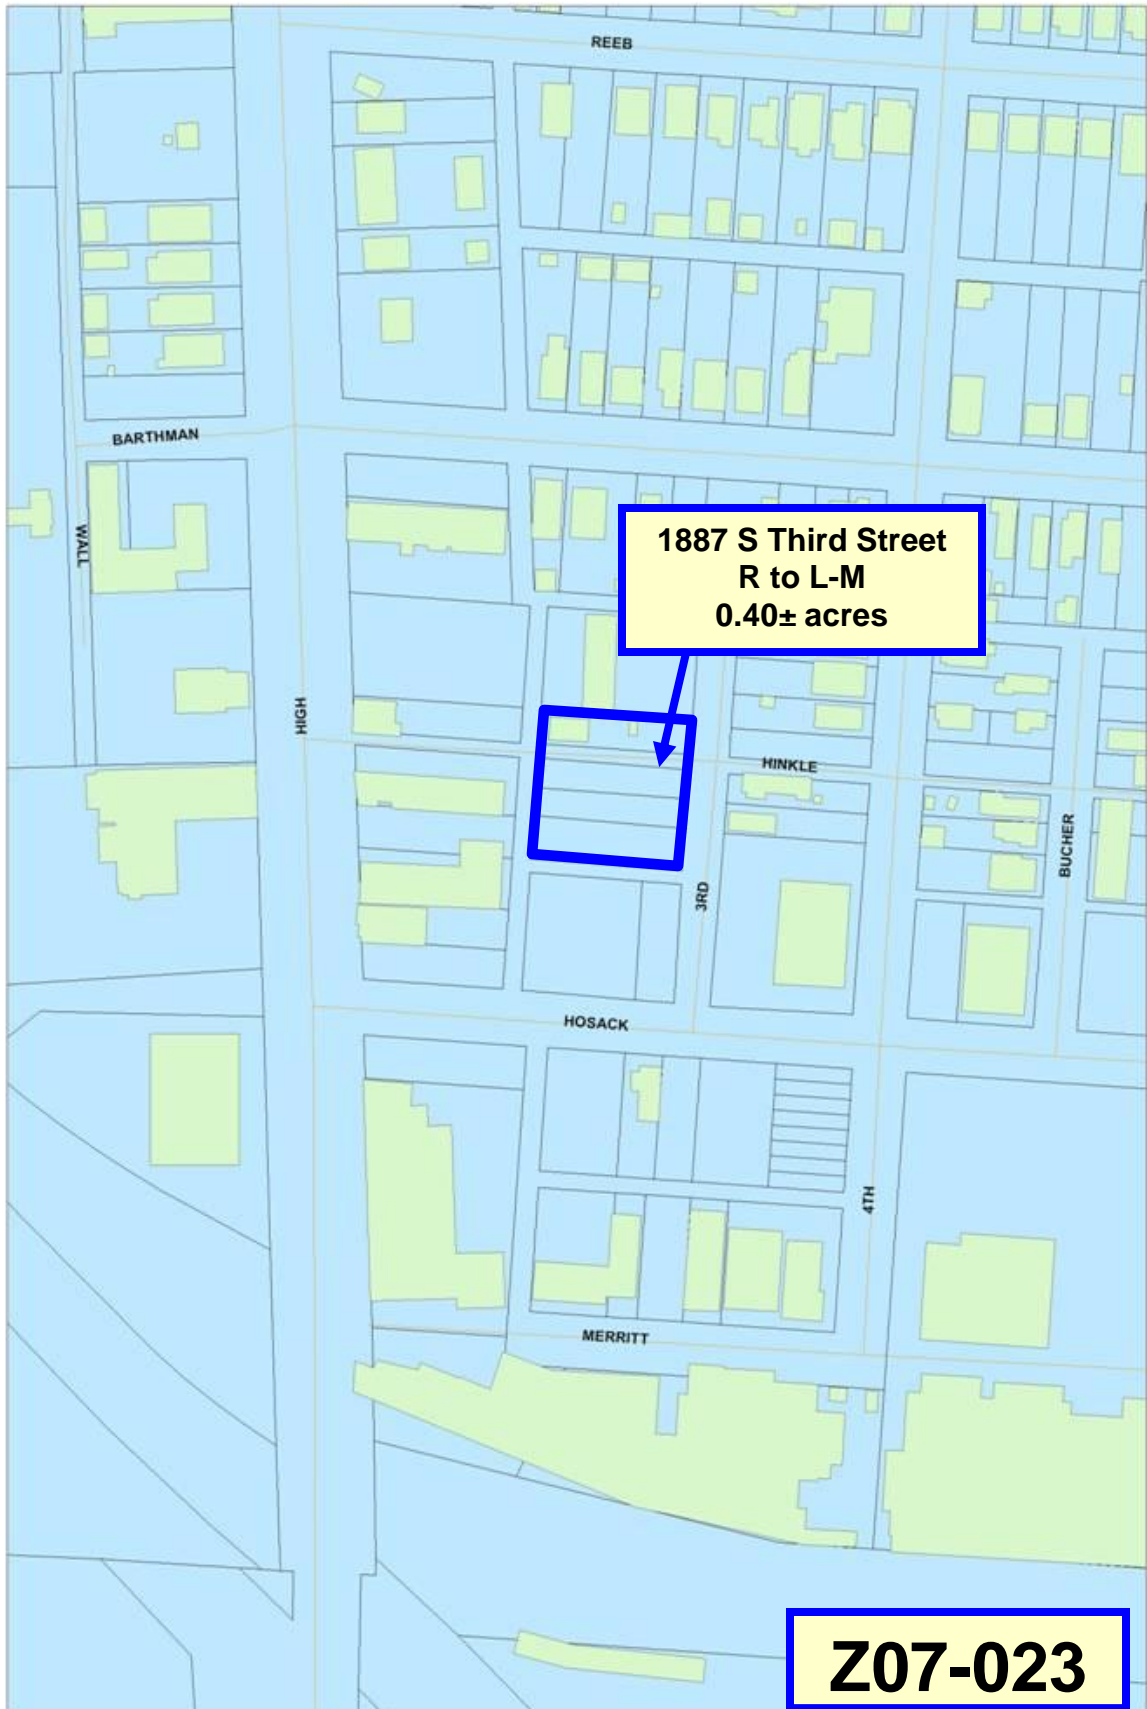 REEB
BARTHMAN
WALL
1887 S Third Street
R to L-M
0.40± acres
HIGH
HINKLE
BUCHER
3RD
HOSACK
4TH
MERRITT
Z07-023